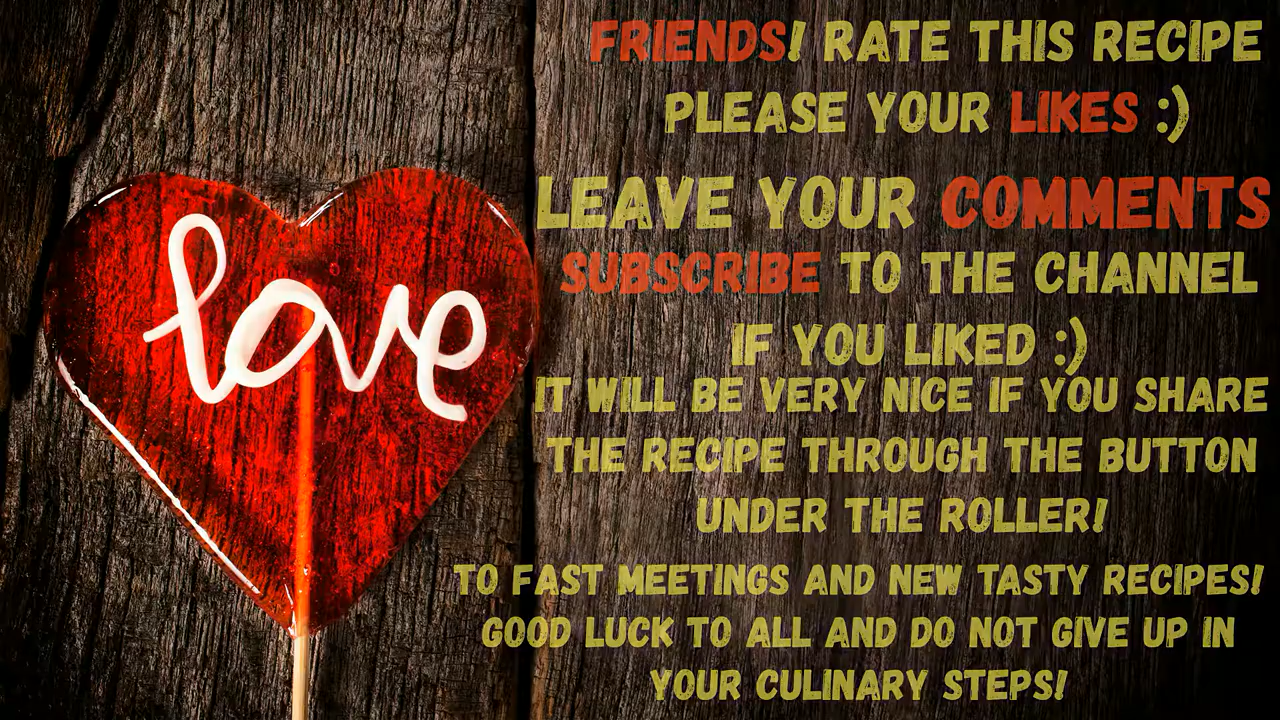 love
FRIENDS! RATE THIS RECIPE
PLEASE YOUR LIKES :)
LEAVE YOUR COMMENTS
SUBSCRIBE TO THE CHANNEL
IF YOU LIKED :)
IT WILL BE VERY NICE IF YOU SHARE
THE RECIPE THROUGH THE BUTTON
UNDER THE ROLLER!
TO FAST MEETINGS AND NEW TASTY RECIPES!
GOOD LUCK TO ALL AND DO NOT GIVE UP IN
YOUR CULINARY STEPS!